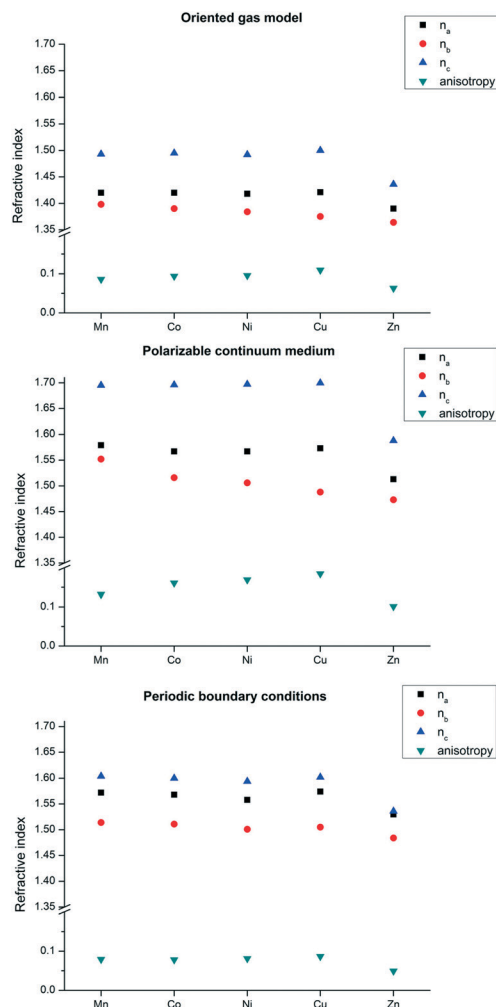 Oriented gas model
n_a
n_b
n_c
anisotropy
1.70
1.65
1.60
1.55
1.50
1.45
1.40
1.35
0.1
0.0
Refractive index
Mn Co Ni Cu Zn
Polarizable continuum medium
n_a
n_b
n_c
anisotropy
1.70
1.65
1.60
1.55
1.50
1.45
1.40
1.35
0.1
0.0
Refractive index
Mn Co Ni Cu Zn
Periodic boundary conditions
n_a
n_b
n_c
anisotropy
1.70
1.65
1.60
1.55
1.50
1.45
1.40
1.35
0.1
0.0
Refractive index
Mn Co Ni Cu Zn